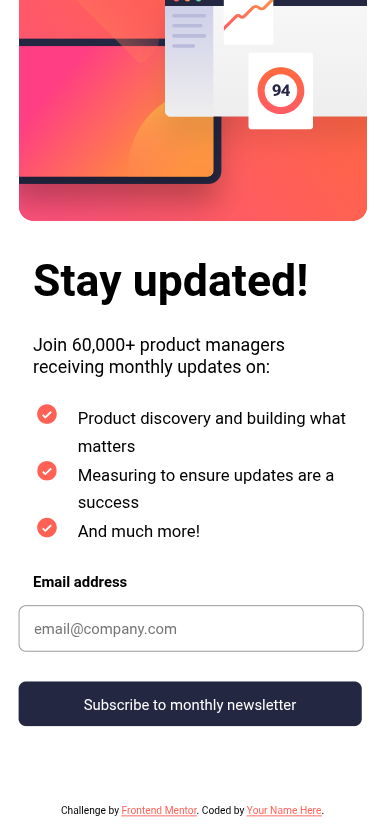 94
Stay updated!
Join 60,000+ product managers
receiving monthly updates on:
Product discovery and building what
matters
Measuring to ensure updates are a
success
And much more!
Email address
email@company.com
Subscribe to monthly newsletter
Challenge by Frontend Mentor. Coded by Your Name Here.